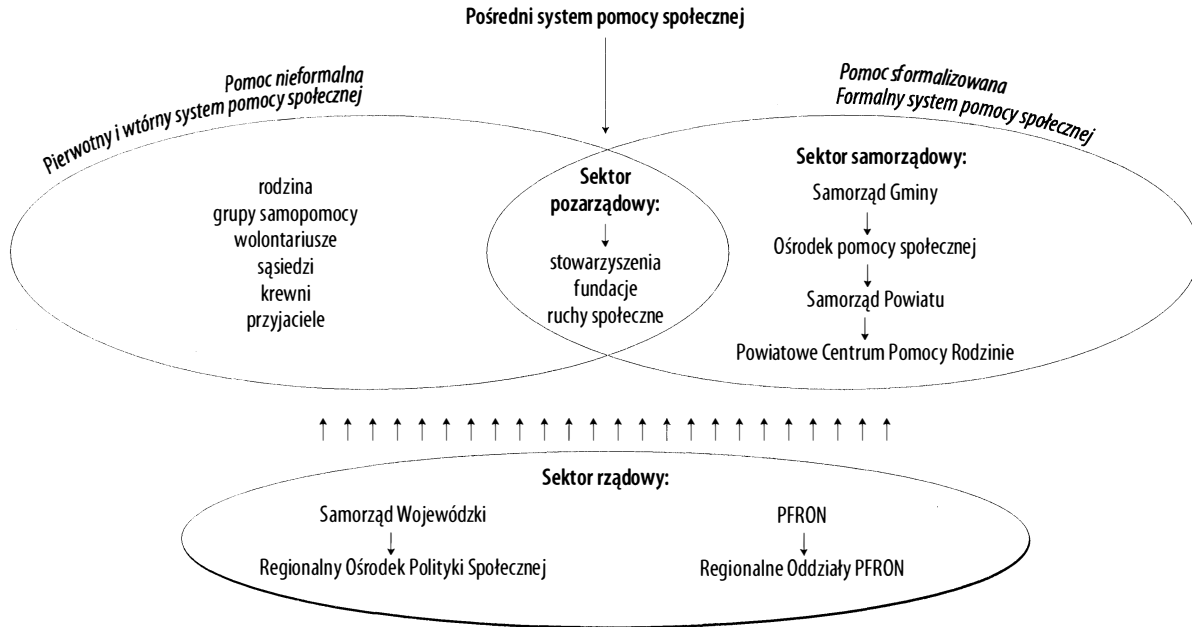 Pośredni system pomocy społecznej
Pomoc nieformalna
Pierwotny i wtórny system pomocy społecznej
rodzina
grupy samopomocy
wolontariusze
sąsiedzi
krewni
przyjaciele
Sektor
pozarządowy:
stowarzyszenia
fundacje
ruchy społeczne
Pomoc sformalizowana
Formalny system pomocy społecznej
Sektor samorządowy:
Samorząd Gminy
Ośrodek pomocy społecznej
Samorząd Powiatu
Powiatowe Centrum Pomocy Rodzinie
Sektor rządowy:
Samorząd Wojewódzki
Regionalny Ośrodek Polityki Społecznej
PFRON
Regionalne Oddziały PFRON